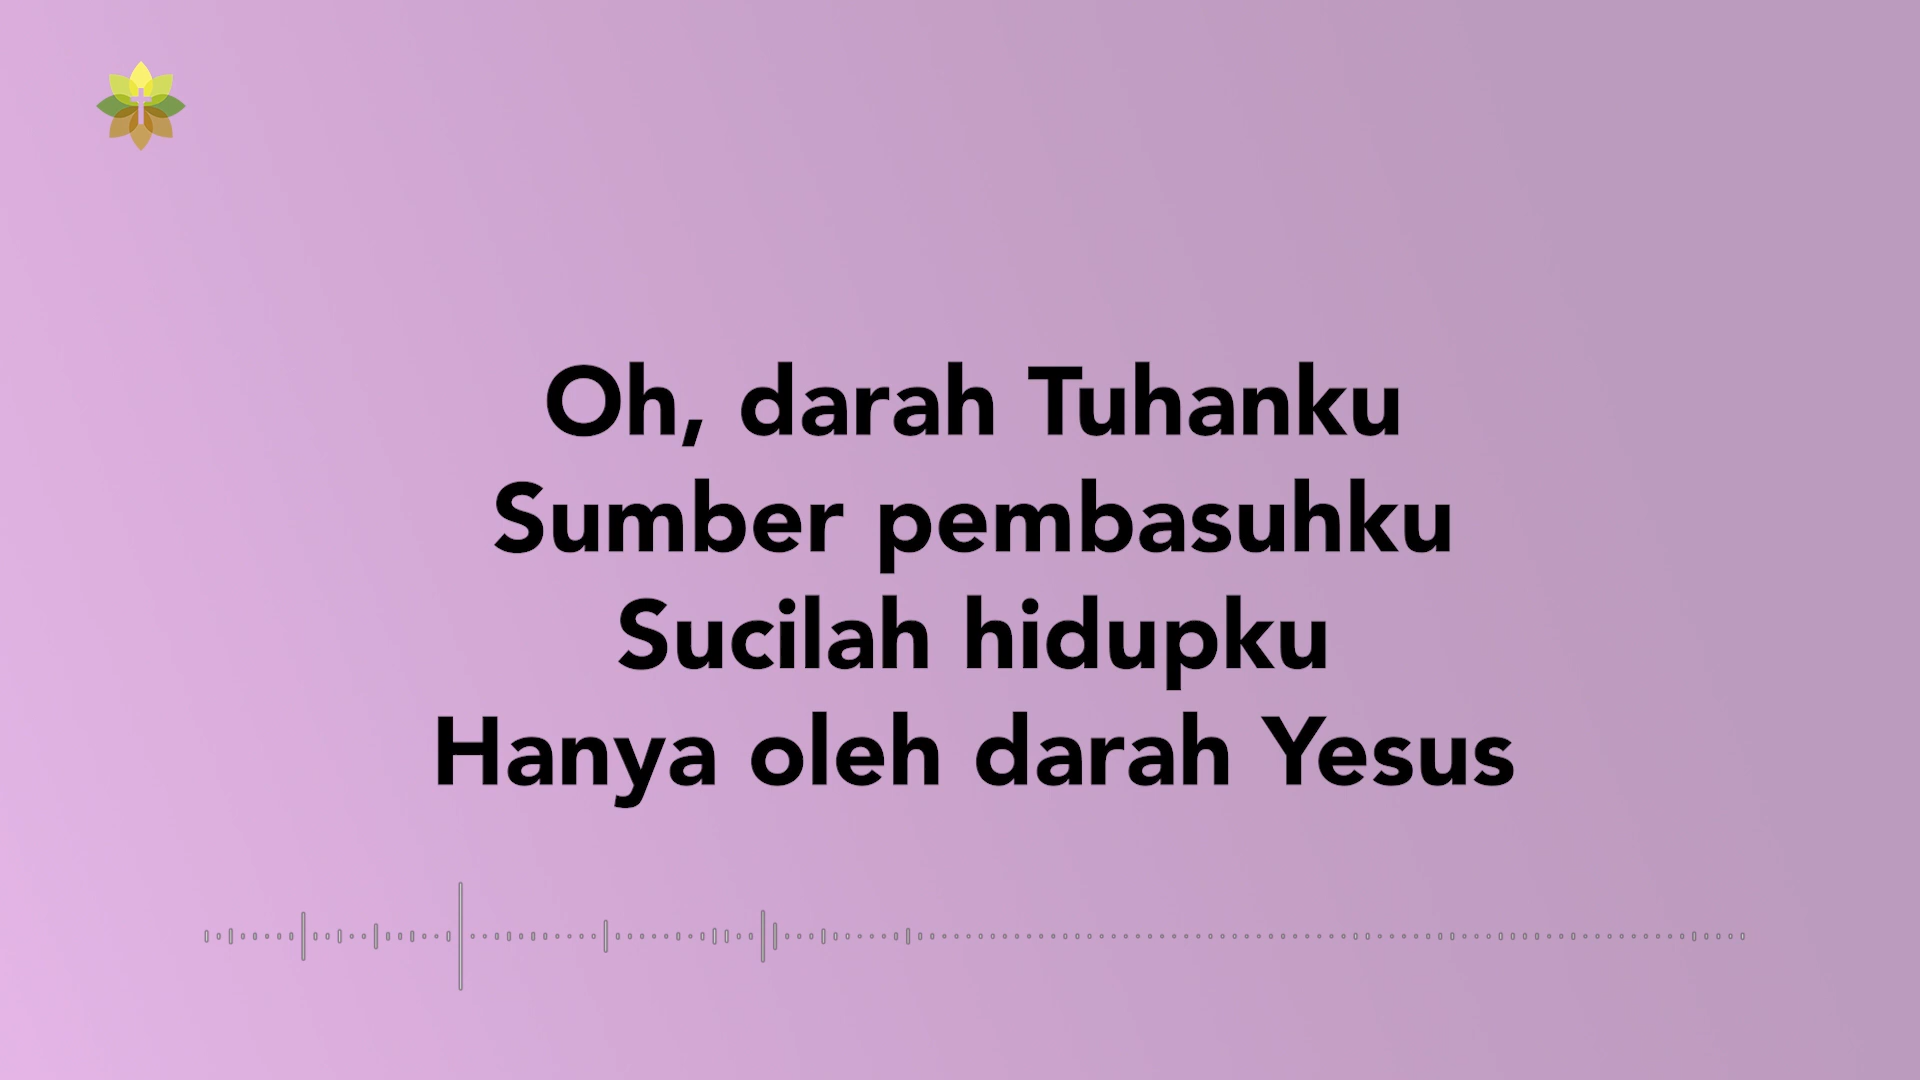 Oh, darah Tuhanku
Sumber pembasuhku
Sucilah hidupku
Hanya oleh darah Yesus